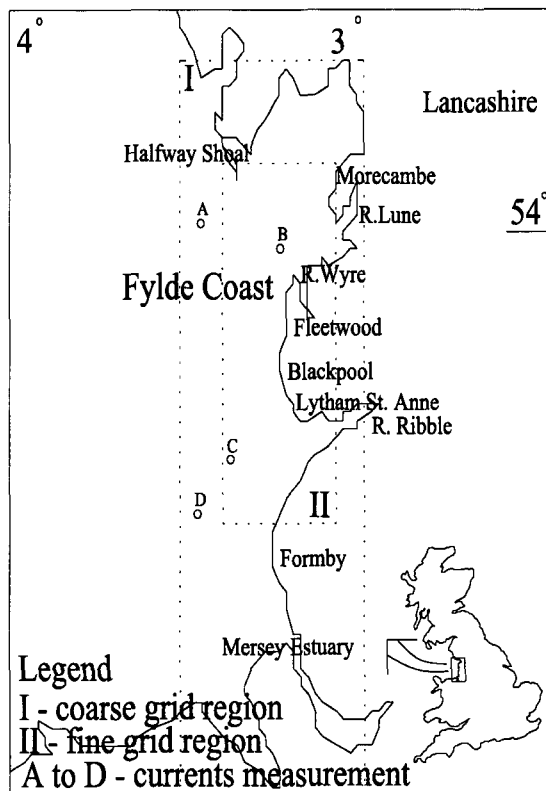 4°
3°
I
Lancashire
Halfway Shoal
Morecambe
A
R.Lune
54°
B
R.Wyre
Fylde Coast
Fleetwood
Blackpool
Lytham St. Anne
R. Ribble
C
D
II
Formby
Mersey Estuary
Legend
I - coarse grid region
II - fine grid region
A to D - currents measurement